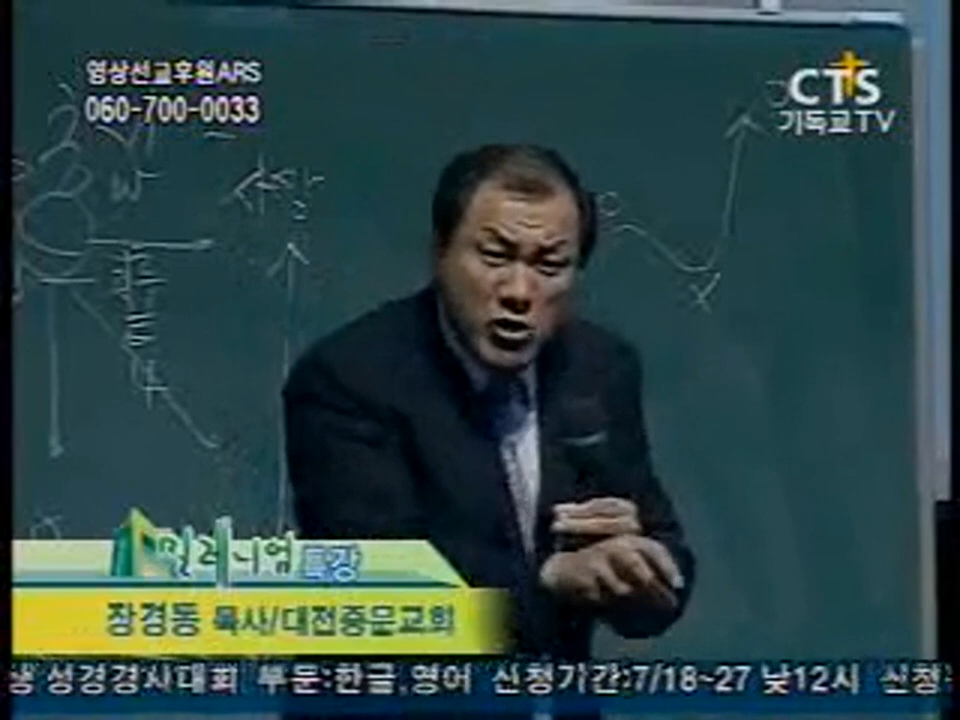 영상선교후원ARS
060-700-0033
CTS
기독교TV
밀레니엄 특강
장경동 목사/대전중문교회
생 성경경시대회 부문:한글,영어 신청기간:7/18~27 낮12시 신청